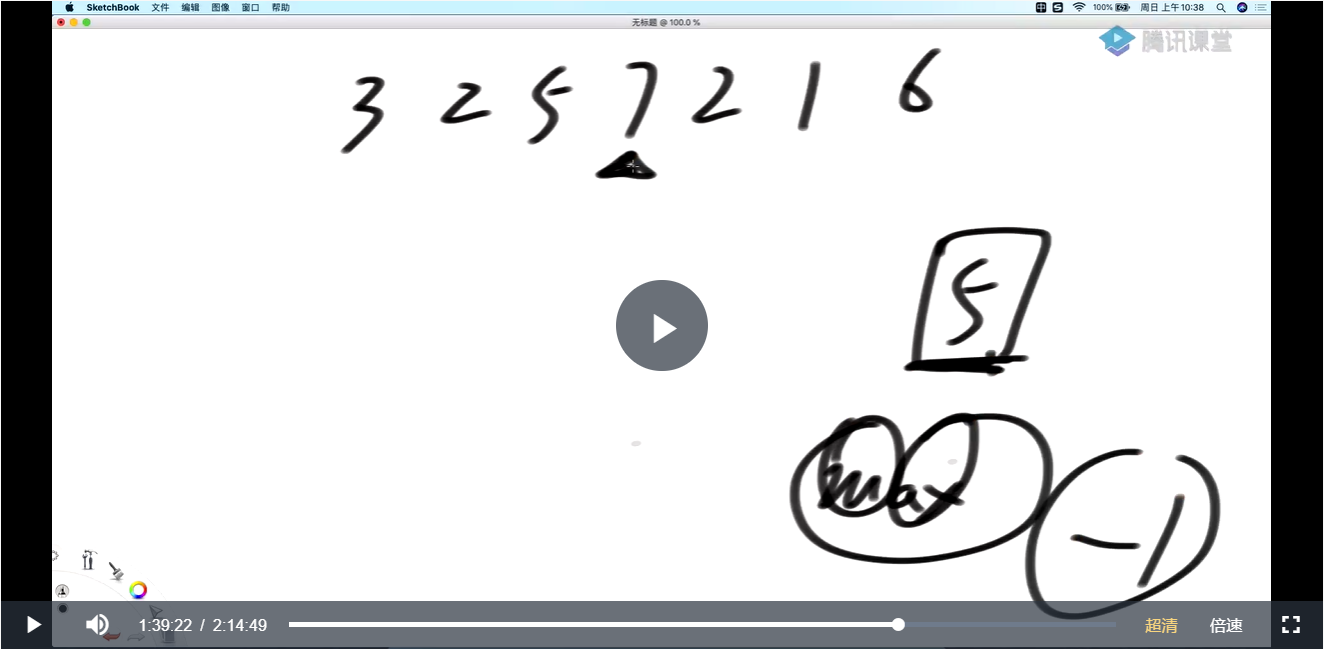 SketchBook 文件 编辑 图像 窗口 帮助 100% 周日 上午10:38
无标题 @ 100.0 %
腾讯课堂
3 2 5 7 2 1 6
5
max
-1
1:39:22 / 2:14:49 超清 倍速